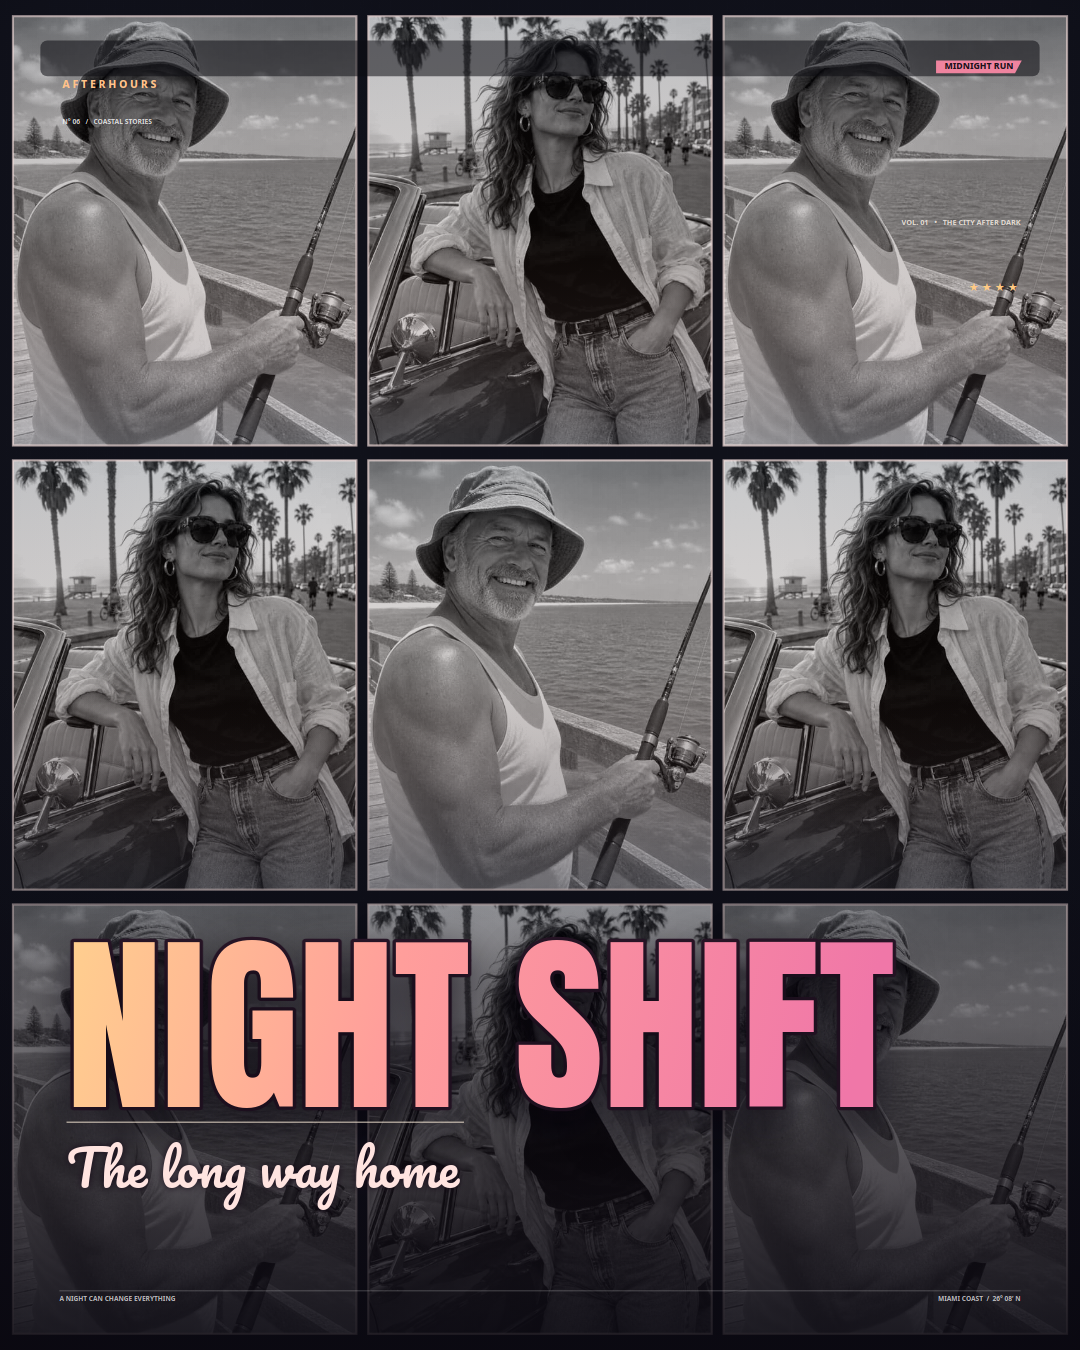 MIDNIGHT RUN
AFTERHOURS
Nº 06 / COASTAL STORIES
VOL. 01 • THE CITY AFTER DARK
★★★★
NIGHT SHIFT
The long way home
A NIGHT CAN CHANGE EVERYTHING
MIAMI COAST / 26° 08' N